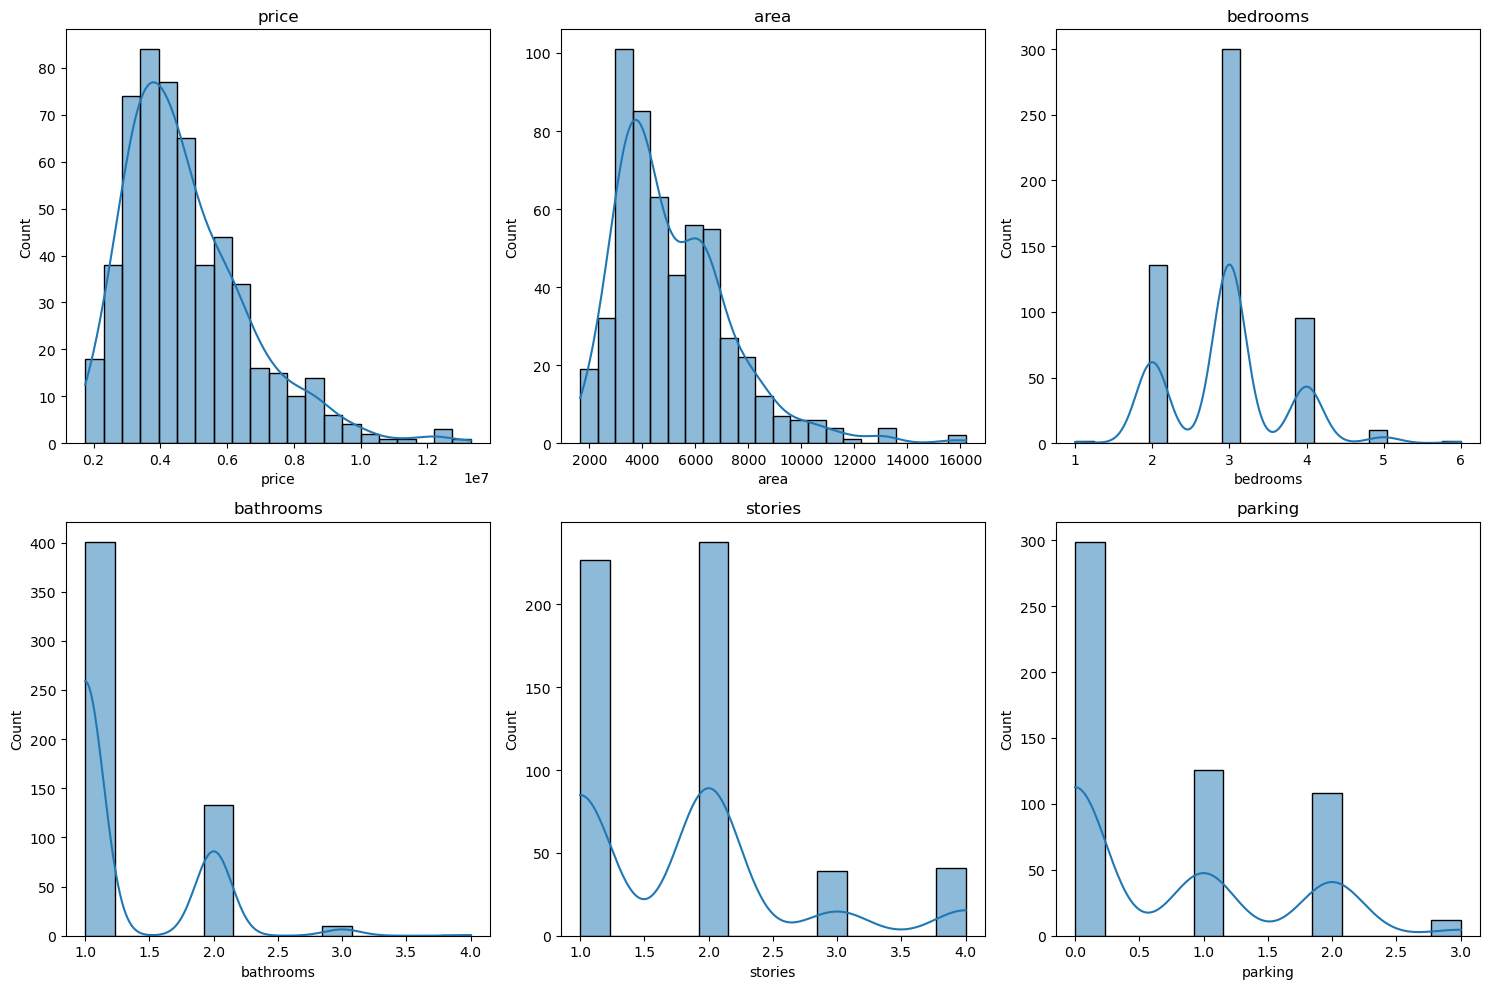 price
area
bedrooms
Count
80
70
60
50
40
30
20
10
0
0.2 0.4 0.6 0.8 1.0 1.2
1e7
price
Count
100
80
60
40
20
0
2000 4000 6000 8000 10000 12000 14000 16000
area
Count
300
250
200
150
100
50
0
1 2 3 4 5 6
bedrooms
bathrooms
stories
parking
Count
400
350
300
250
200
150
100
50
0
1.0 1.5 2.0 2.5 3.0 3.5 4.0
bathrooms
Count
200
150
100
50
0
1.0 1.5 2.0 2.5 3.0 3.5 4.0
stories
Count
300
250
200
150
100
50
0
0.0 0.5 1.0 1.5 2.0 2.5 3.0
parking